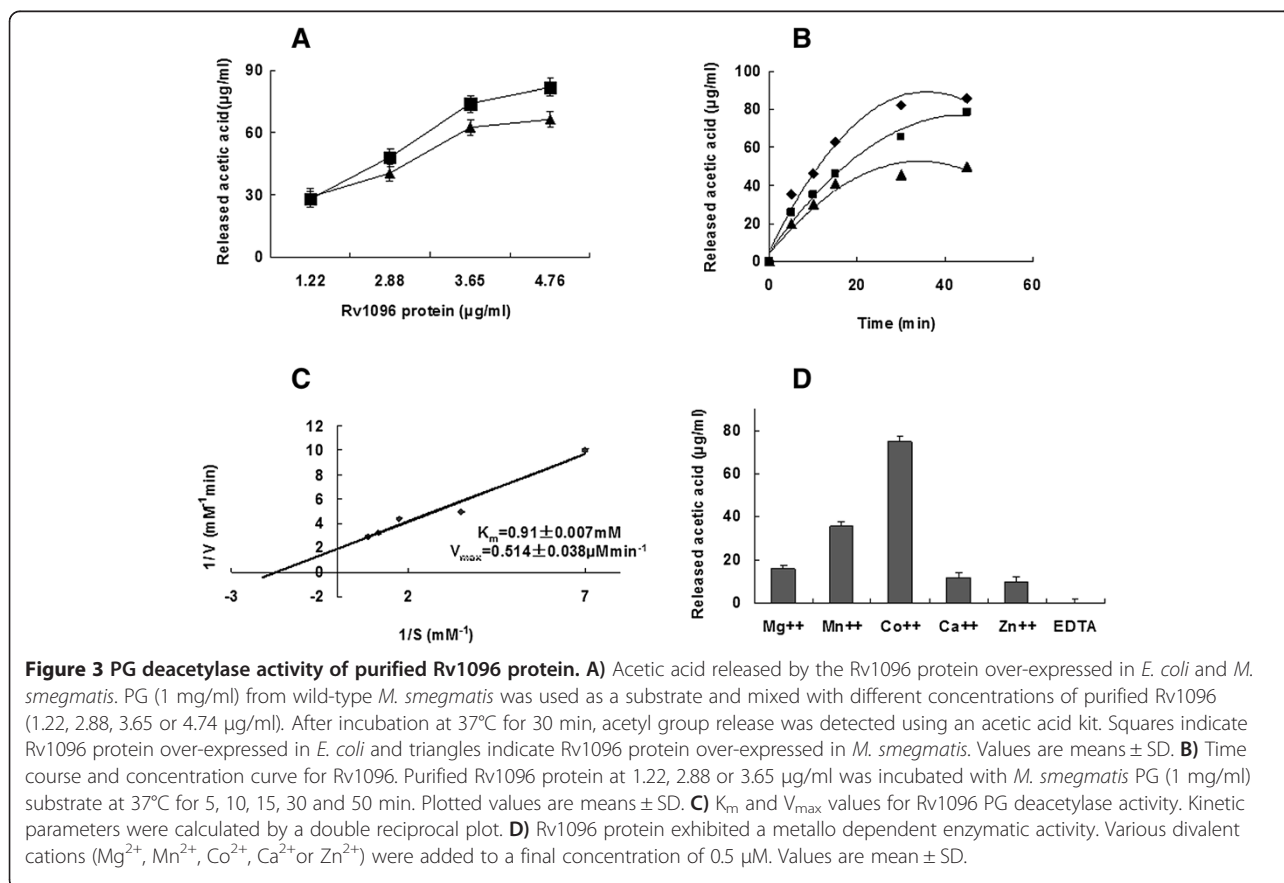 A
Released acetic acid(µg/ml)
90
60
30
0
1.22 2.88 3.65 4.76
Rv1096 protein (µg/ml)
B
Released acetic acid (µg/ml)
100
80
60
40
20
0
0 20 40 60
Time (min)
C
1/V (mM⁻¹min)
12
10
8
6
4
2
0
-2
-3 2 7
K_m=0.91±0.007mM
V_max=0.514±0.038µMmin⁻¹
1/S (mM⁻¹)
D
Released acetic acid (µg/ml)
80
60
40
20
0
Mg++ Mn++ Co++ Ca++ Zn++ EDTA
Figure 3 PG deacetylase activity of purified Rv1096 protein. A) Acetic acid released by the Rv1096 protein over-expressed in E. coli and M.
smegmatis. PG (1 mg/ml) from wild-type M. smegmatis was used as a substrate and mixed with different concentrations of purified Rv1096
(1.22, 2.88, 3.65 or 4.74 µg/ml). After incubation at 37°C for 30 min, acetyl group release was detected using an acetic acid kit. Squares indicate
Rv1096 protein over-expressed in E. coli and triangles indicate Rv1096 protein over-expressed in M. smegmatis. Values are means ± SD. B) Time
course and concentration curve for Rv1096. Purified Rv1096 protein at 1.22, 2.88 or 3.65 µg/ml was incubated with M. smegmatis PG (1 mg/ml)
substrate at 37°C for 5, 10, 15, 30 and 50 min. Plotted values are means ± SD. C) K_m and V_max values for Rv1096 PG deacetylase activity. Kinetic
parameters were calculated by a double reciprocal plot. D) Rv1096 protein exhibited a metallo dependent enzymatic activity. Various divalent
cations (Mg²⁺, Mn²⁺, Co²⁺, Ca²⁺or Zn²⁺) were added to a final concentration of 0.5 µM. Values are mean ± SD.